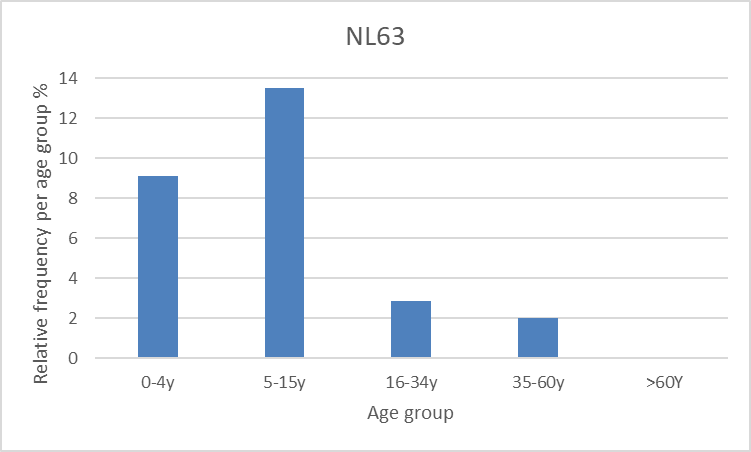 NL63
Relative frequency per age group %
14
12
10
8
6
4
2
0
0-4y 5-15y 16-34y 35-60y >60Y
Age group